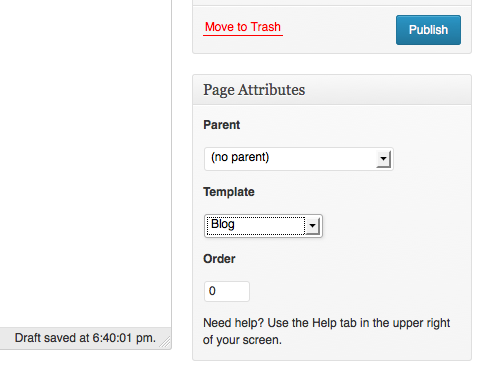 Move to Trash
Publish
Page Attributes
Parent
(no parent)
Template
Blog
Order
0
Need help? Use the Help tab in the upper right
of your screen.
Draft saved at 6:40:01 pm.